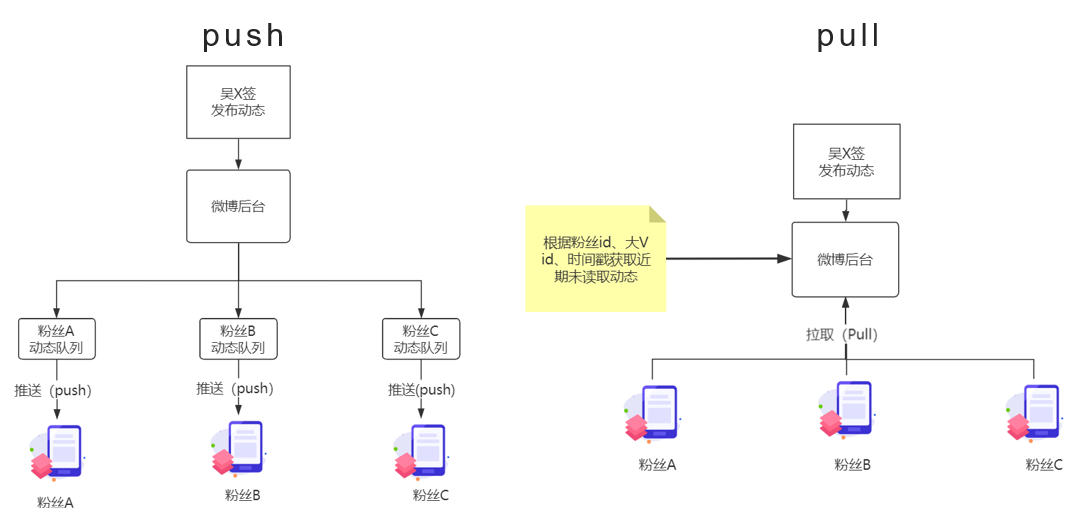 push
吴X签
发布动态
微博后台
粉丝A
动态队列
粉丝B
动态队列
粉丝C
动态队列
推送（push）
推送（push）
推送(push)
粉丝A
粉丝B
粉丝C
pull
吴X签
发布动态
根据粉丝id、大V
id、时间戳获取近
期未读取动态
微博后台
拉取（Pull）
粉丝A
粉丝B
粉丝C